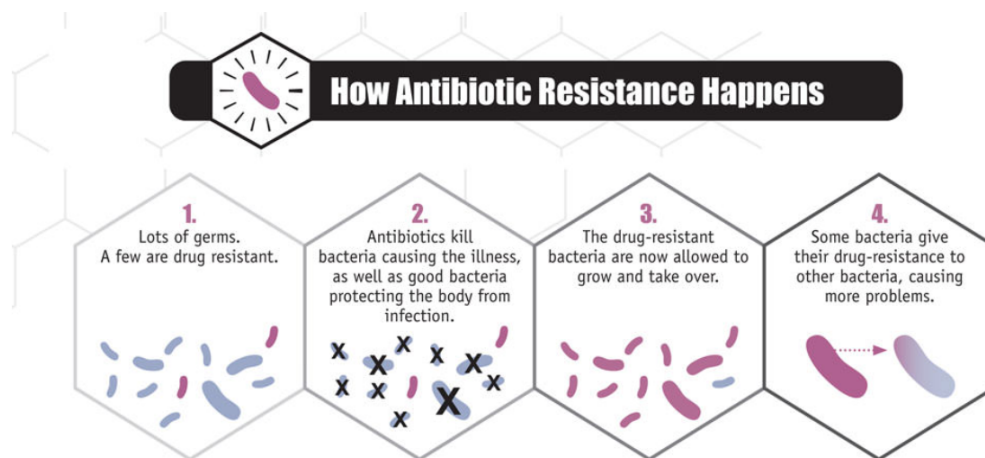 How Antibiotic Resistance Happens
1.
Lots of germs.
A few are drug resistant.
2.
Antibiotics kill
bacteria causing the illness,
as well as good bacteria
protecting the body from
infection.
X X X X X X X X X X
3.
The drug-resistant
bacteria are now allowed to
grow and take over.
4.
Some bacteria give
their drug-resistance to
other bacteria, causing
more problems.